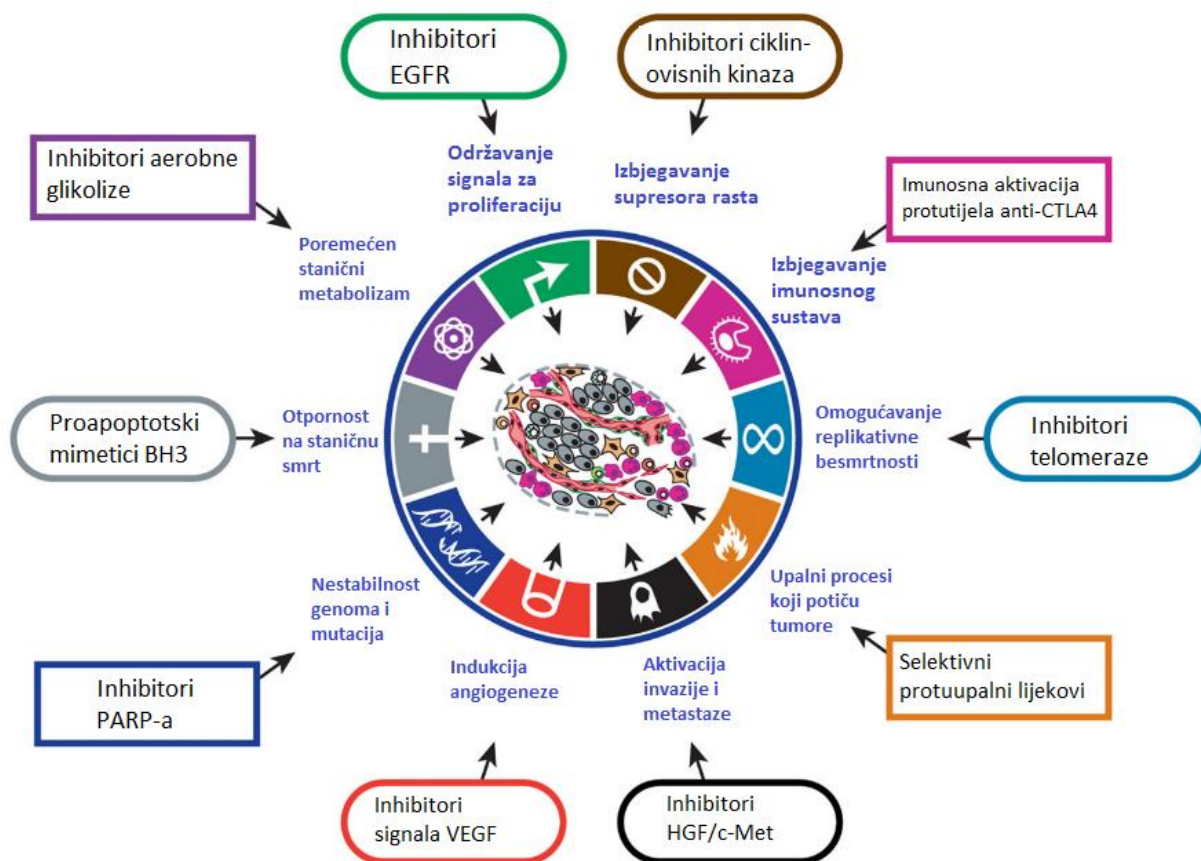 Inhibitori
EGFR
Inhibitori ciklin-
ovisnih kinaza
Inhibitori aerobne
glikolize
Održavanje
signala za
proliferaciju
Izbjegavanje
supresora rasta
Imunosna aktivacija
protutijela anti-CTLA4
Poremećen
stanični
metabolizam
Izbjegavanje
imunosnog
sustava
Proapoptotski
mimetici BH3
Otpornost
na staničnu
smrt
Omogućavanje
replikativne
besmrtnosti
Inhibitori
telomeraze
Nestabilnost
genoma i
mutacija
Upalni procesi
koji potiču
tumore
Inhibitori
PARP-a
Indukcija
angiogeneze
Aktivacija
invazije i
metastaze
Selektivni
protuupalni lijekovi
Inhibitori
signala VEGF
Inhibitori
HGF/c-Met